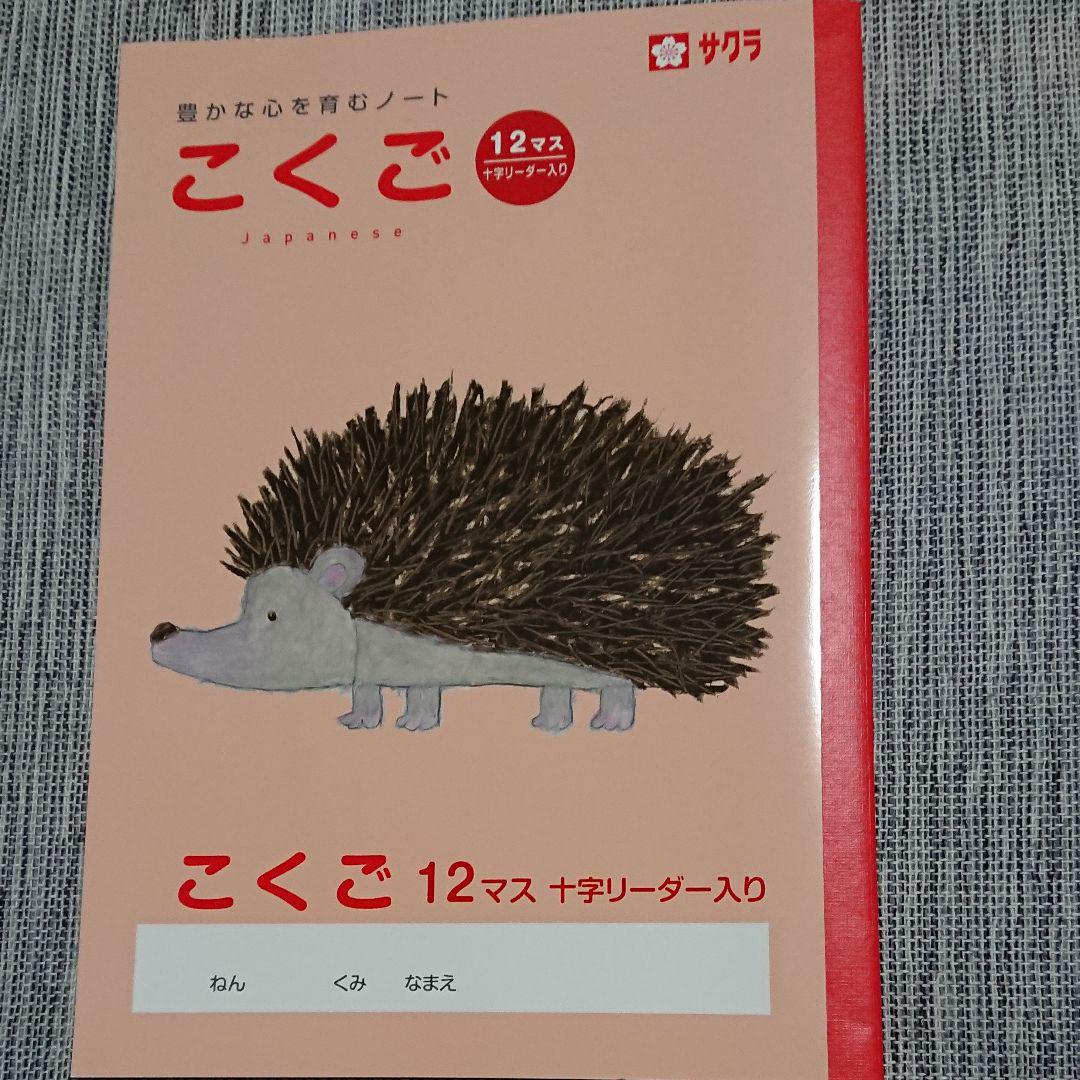 サクラ
豊かな心を育むノート
こくご
12マス
十字リーダー入り
Japanese
こくご 12マス 十字リーダー入り
ねん くみ なまえ